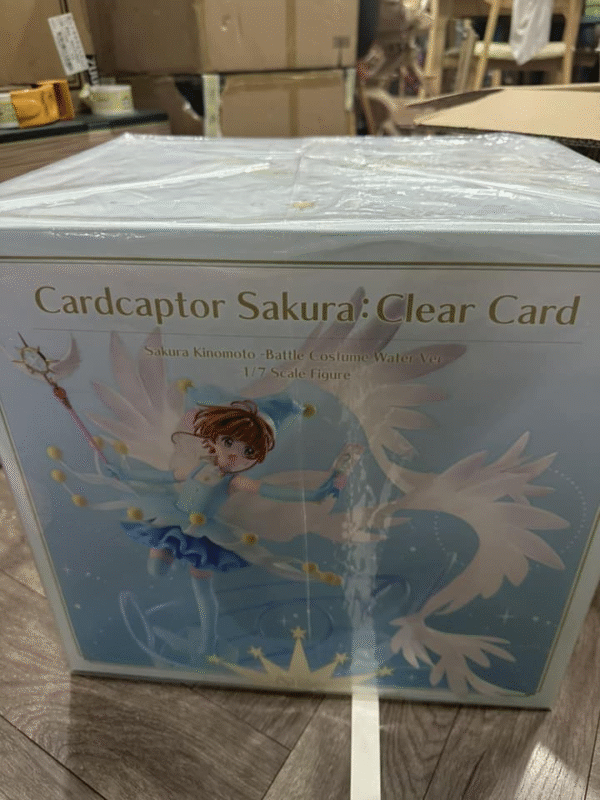 Cardcaptor Sakura: Clear Card
Sakura Kinomoto -Battle Costume Water Ver.
1/7 Scale Figure